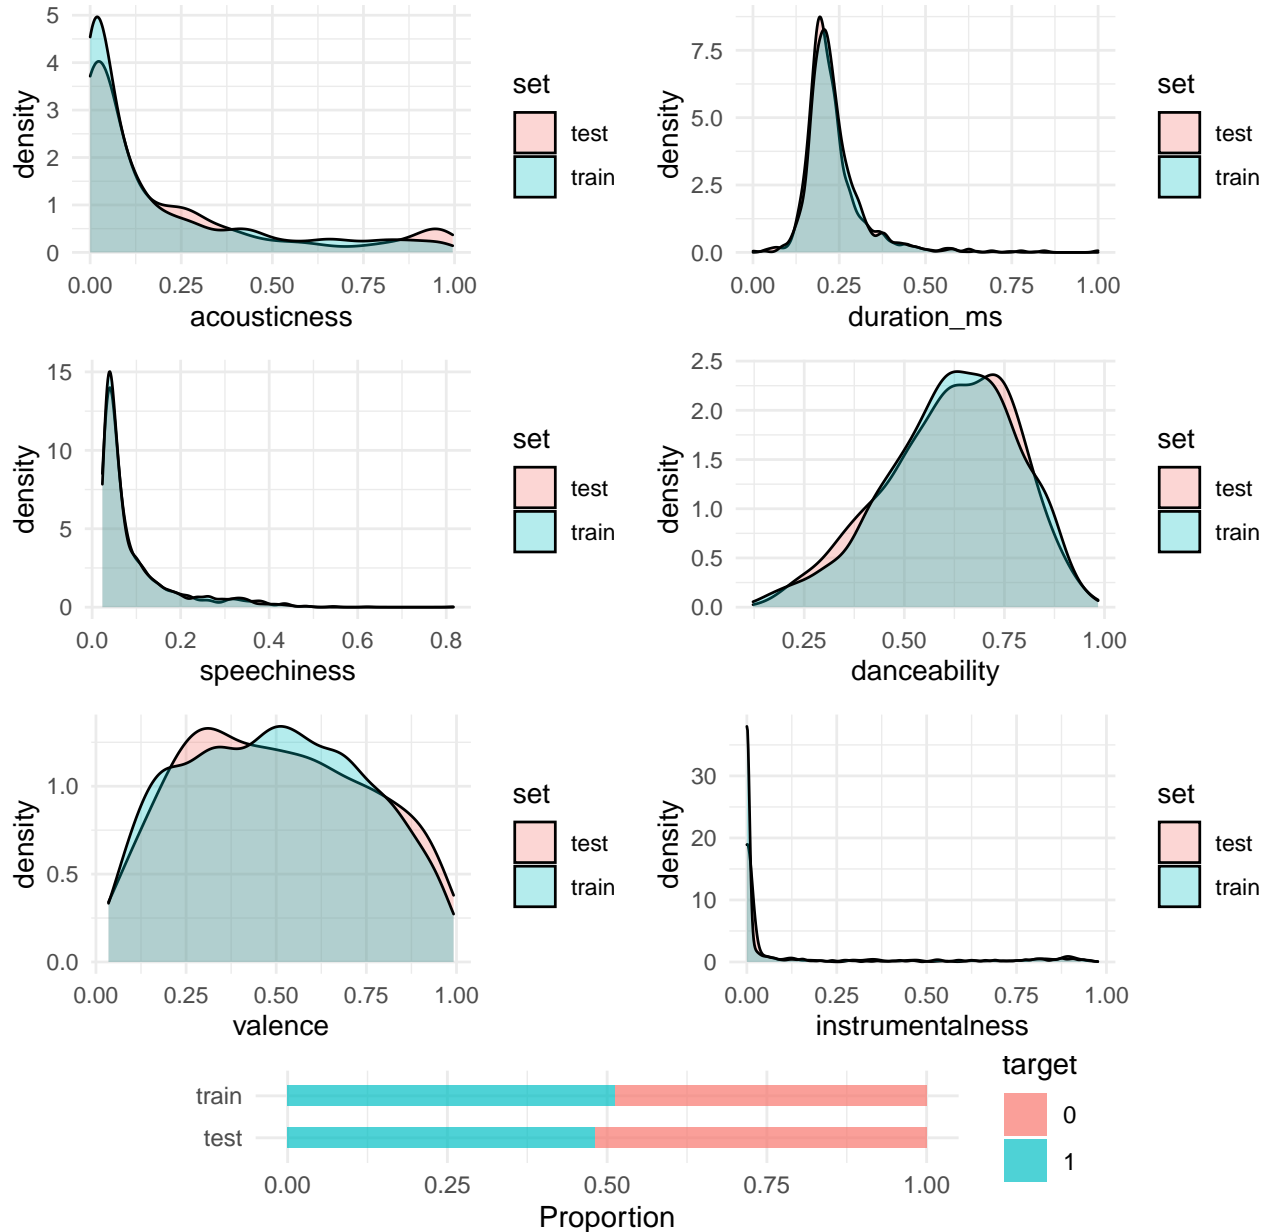 5
4
3
2
1
0
density
0.00 0.25 0.50 0.75 1.00
acousticness
set
test
train
7.5
5.0
2.5
0.0
density
0.00 0.25 0.50 0.75 1.00
duration_ms
set
test
train
15
10
5
0
density
0.0 0.2 0.4 0.6 0.8
speechiness
set
test
train
2.5
2.0
1.5
1.0
0.5
0.0
density
0.25 0.50 0.75 1.00
danceability
set
test
train
1.0
0.5
0.0
density
0.00 0.25 0.50 0.75 1.00
valence
set
test
train
30
20
10
0
density
0.00 0.25 0.50 0.75 1.00
instrumentalness
set
test
train
train
test
0.00 0.25 0.50 0.75 1.00
Proportion
target
0
1